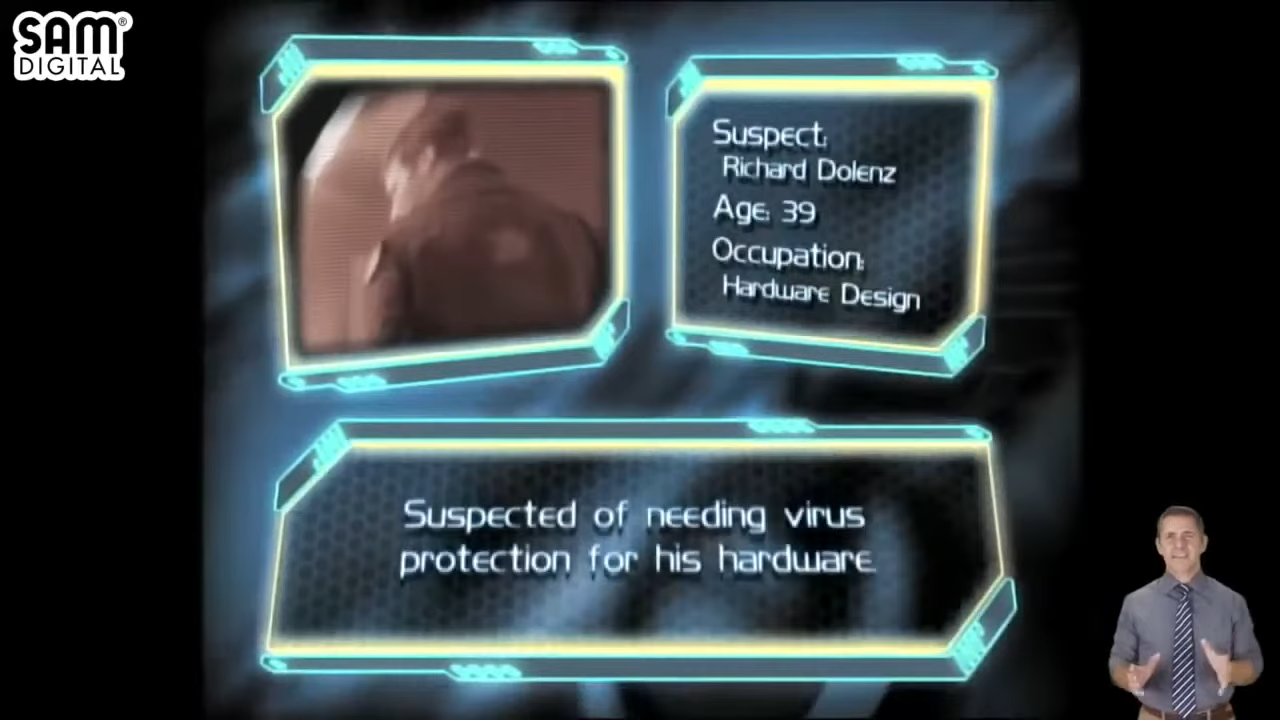 SAM®
DIGITAL
Suspect:
Richard Dolenz
Age: 39
Occupation:
Hardware Design
Suspected of needing virus
protection for his hardware